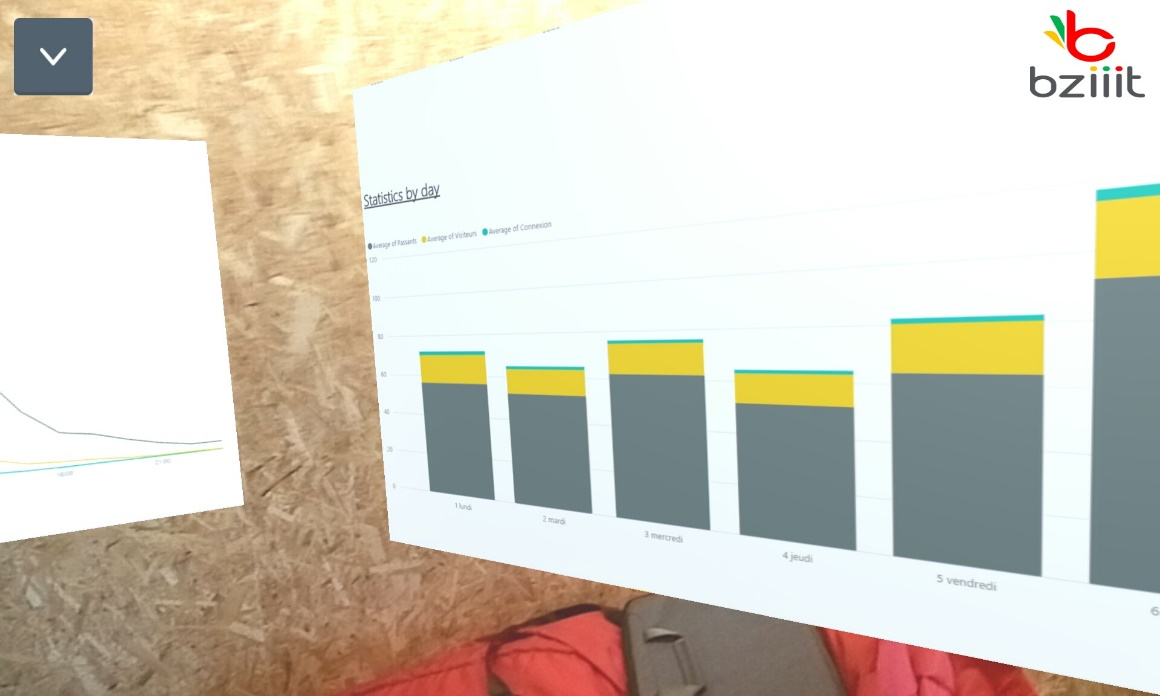 bziiit
Statistics by day
Average of Passants Average of Visiteurs Average of Connexion
120
100
80
60
40
20
0
1 lundi
2 mardi
3 mercredi
4 jeudi
5 vendredi
6